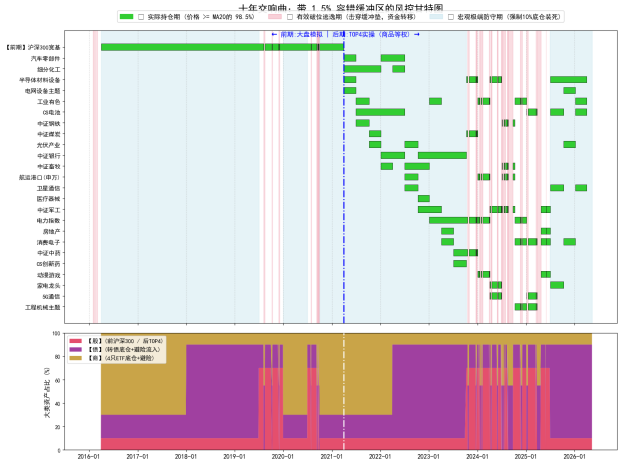 十年交响曲：带 1.5% 容错缓冲区的风控甘特图
□ 实际持仓期 (价格 >= MA20的 98.5%)
□ 有效破位逃逸期 (击穿缓冲垫，资金转移)
□ 宏观极端防守期 (强制10%底仓装死)
← 前期:大盘模拟 | 后期:TOP4实操 (商品等权) →
【前期】沪深300宽基
汽车零部件
细分化工
半导体材料设备
电网设备主题
工业有色
CS电池
中证钢铁
中证煤炭
光伏产业
中证银行
中证畜牧
航运港口(申万)
卫星通信
医疗器械
中证军工
电力指数
房地产
消费电子
中证中药
CS创新药
动漫游戏
家电龙头
5G通信
工程机械主题
大类资产占比 (%)
100
80
60
40
20
0
【股】(前沪深300 / 后TOP4)
【债】(转债底仓+避险流入)
【商】(4只ETF底仓+避险)
2016-01
2017-01
2018-01
2019-01
2020-01
2021-01
2022-01
2023-01
2024-01
2025-01
2026-01